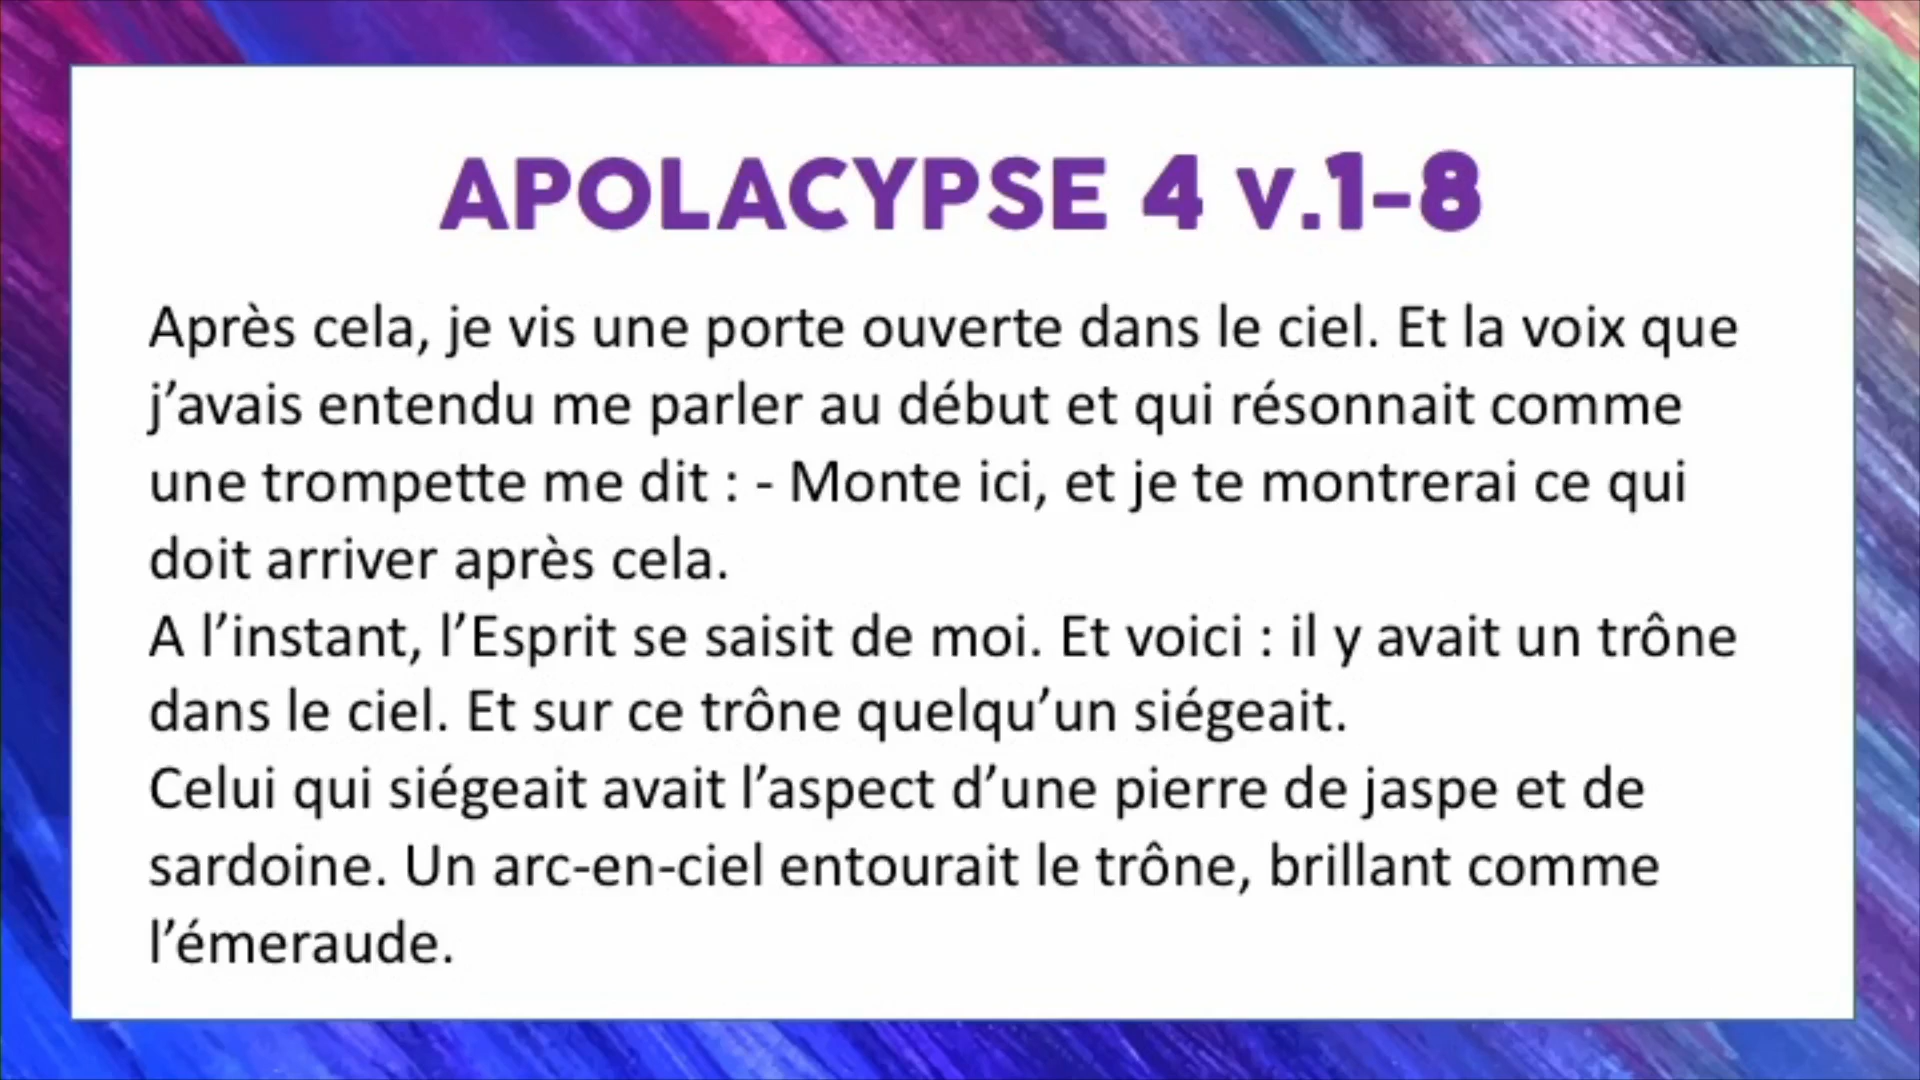 APOLACYPSE 4 v.1-8
Après cela, je vis une porte ouverte dans le ciel. Et la voix que
j’avais entendu me parler au début et qui résonnait comme
une trompette me dit : - Monte ici, et je te montrerai ce qui
doit arriver après cela.
A l’instant, l’Esprit se saisit de moi. Et voici : il y avait un trône
dans le ciel. Et sur ce trône quelqu’un siégeait.
Celui qui siégeait avait l’aspect d’une pierre de jaspe et de
sardoine. Un arc-en-ciel entourait le trône, brillant comme
l’émeraude.